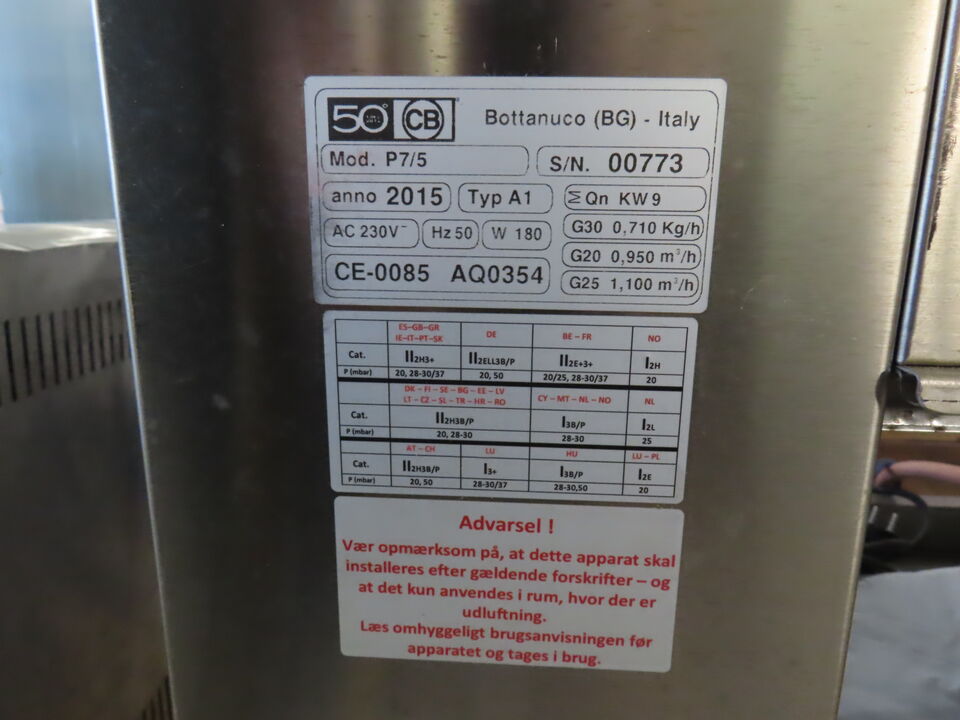 50° CB Bottanuco (BG) - Italy
Mod. P7/5 S/N. 00773
anno 2015 Typ A1 ΣQn KW 9
AC 230V~ Hz 50 W 180 G30 0,710 Kg/h
G20 0,950 m³/h
CE-0085 AQ0354 G25 1,100 m³/h
ES–GB–GR
IE–IT–PT–SK DE BE – FR NO
Cat. II2H3+ II2ELL3B/P II2E+3+ I2H
P (mbar) 20, 28-30/37 20, 50 20/25, 28-30/37 20
DK – FI – SE – BG – EE – LV
LT – CZ – SL – TR – HR – RO CY – MT – NL – NO NL
Cat. II2H3B/P I3B/P I2L
P (mbar) 20, 28-30 28-30 25
AT – CH LU HU LU – PL
Cat. II2H3B/P I3+ I3B/P I2E
P (mbar) 20, 50 28-30/37 28-30,50 20
Advarsel !
Vær opmærksom på, at dette apparat skal
installeres efter gældende forskrifter – og
at det kun anvendes i rum, hvor der er
udluftning.
Læs omhyggeligt brugsanvisningen før
apparatet og tages i brug.